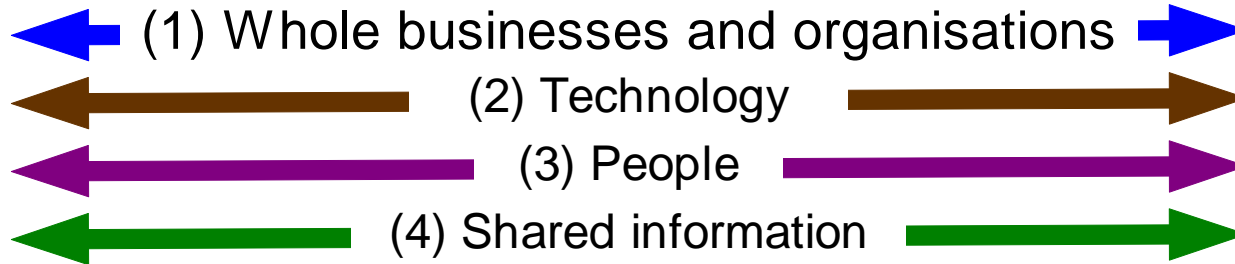 (1) Whole businesses and organisations
(2) Technology
(3) People
(4) Shared information